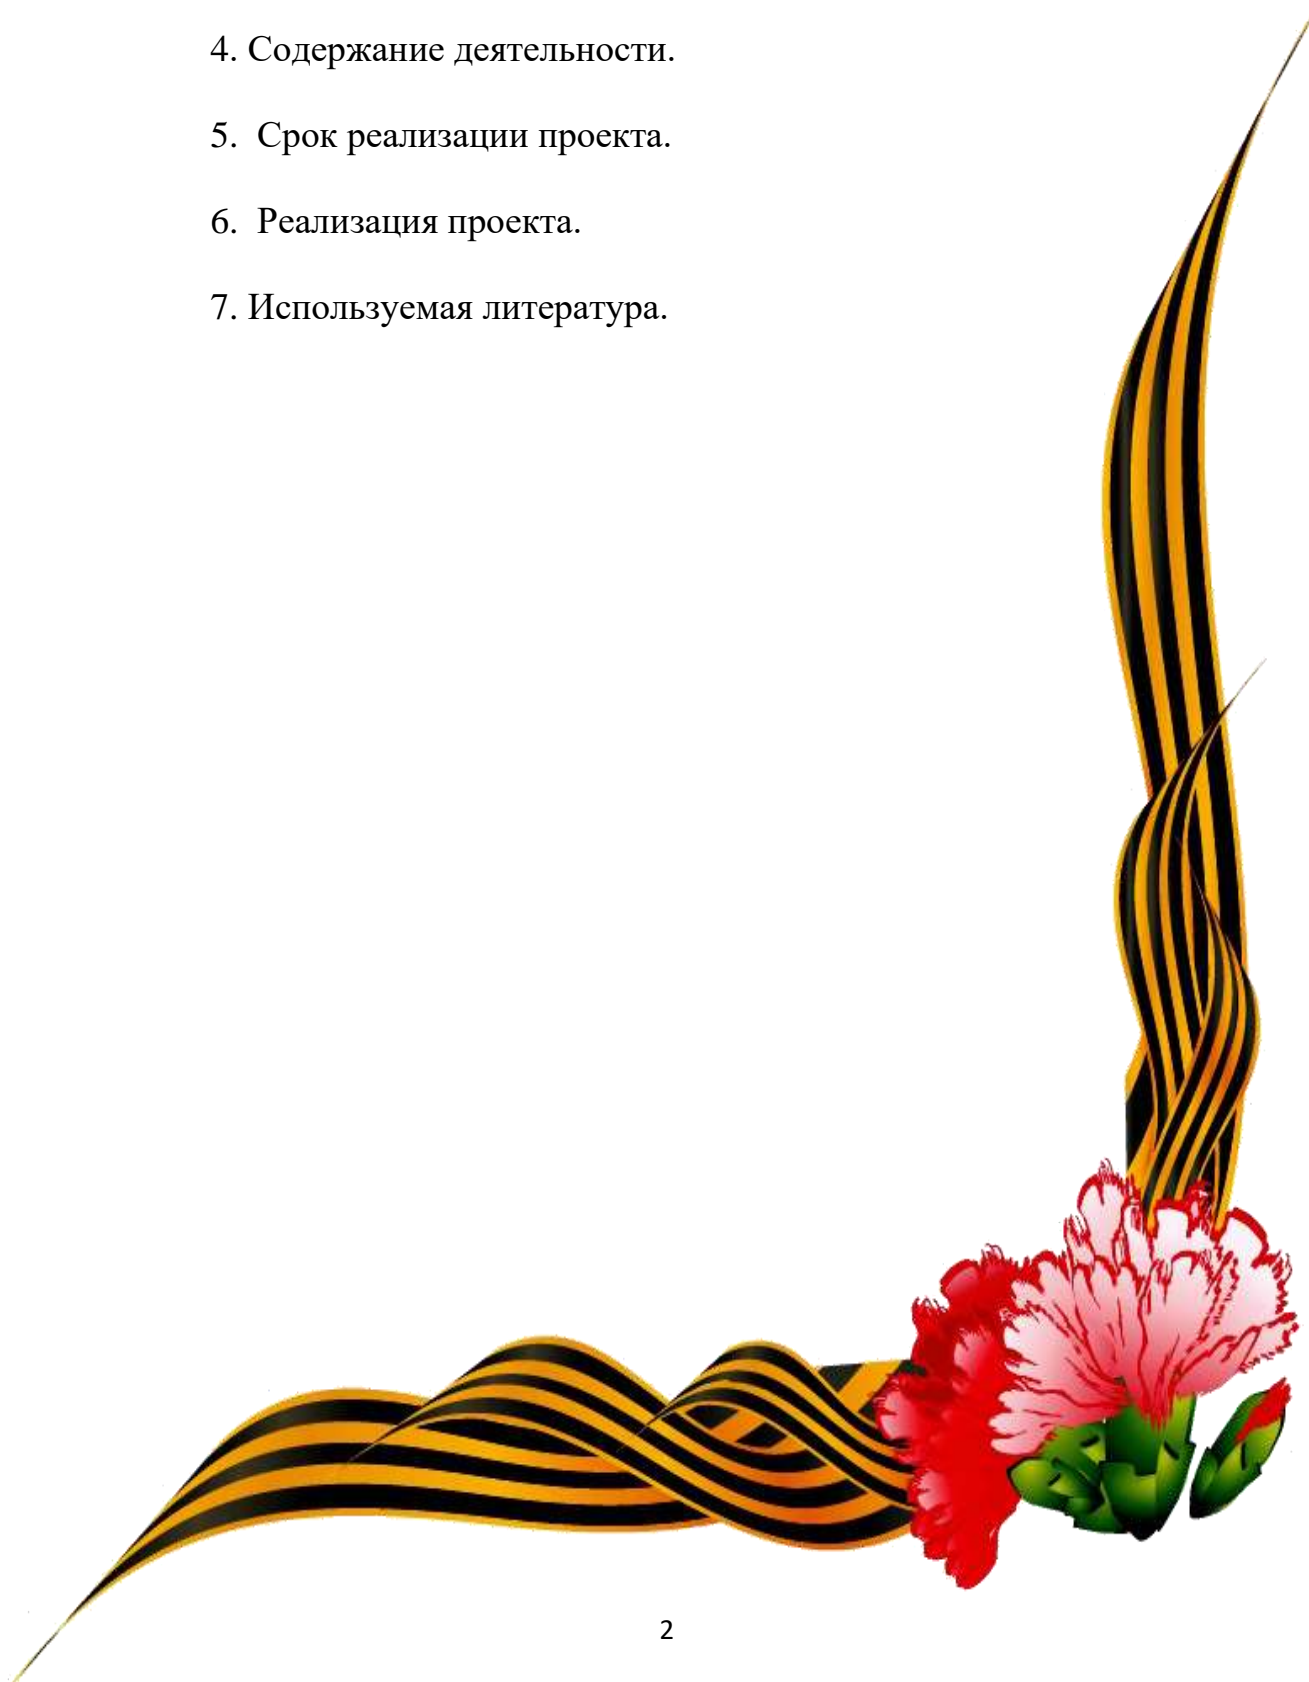 4. Содержание деятельности.
5. Срок реализации проекта.
6. Реализация проекта.
7. Используемая литература.
2